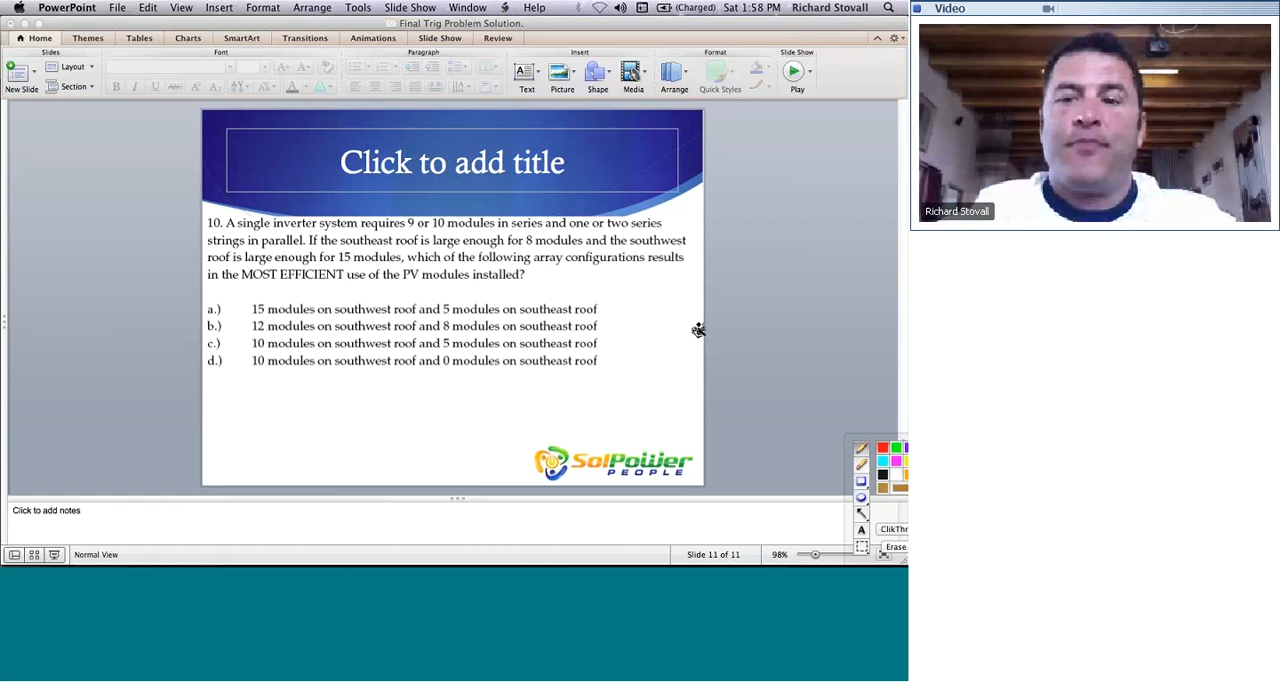 PowerPoint File Edit View Insert Format Arrange Tools Slide Show Window Help (Charged) Sat 1:58 PM Richard Stovall
Final Trig Problem Solution.
Home Themes Tables Charts SmartArt Transitions Animations Slide Show Review
Slides Font Paragraph Insert Format Slide Show
New Slide Layout Section
B I U ABC
Text Picture Shape Media Arrange Quick Styles Play
Video
Richard Stovall
Click to add title
10. A single inverter system requires 9 or 10 modules in series and one or two series
strings in parallel. If the southeast roof is large enough for 8 modules and the southwest
roof is large enough for 15 modules, which of the following array configurations results
in the MOST EFFICIENT use of the PV modules installed?
a.) 15 modules on southwest roof and 5 modules on southeast roof
b.) 12 modules on southwest roof and 8 modules on southeast roof
c.) 10 modules on southwest roof and 5 modules on southeast roof
d.) 10 modules on southwest roof and 0 modules on southeast roof
SolPower
PEOPLE
A
ClikThr
Erase
Click to add notes
Normal View Slide 11 of 11 98%